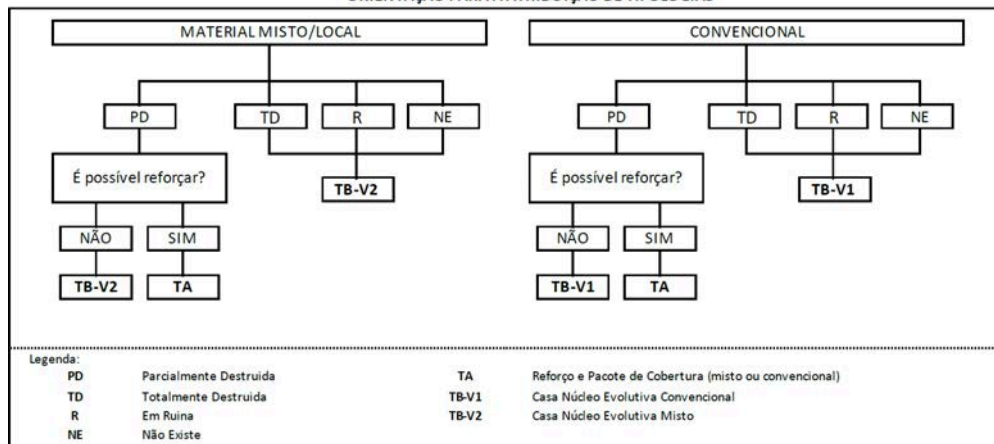 MATERIAL MISTO/LOCAL
PD TD R NE
É possível reforçar?
TB-V2
NÃO SIM
TB-V2 TA
CONVENCIONAL
PD TD R NE
É possível reforçar?
TB-V1
NÃO SIM
TB-V1 TA
Legenda:
PD Parcialmente Destruida TA Reforço e Pacote de Cobertura (misto ou convencional)
TD Totalmente Destruida TB-V1 Casa Núcleo Evolutiva Convencional
R Em Ruina TB-V2 Casa Núcleo Evolutiva Misto
NE Não Existe